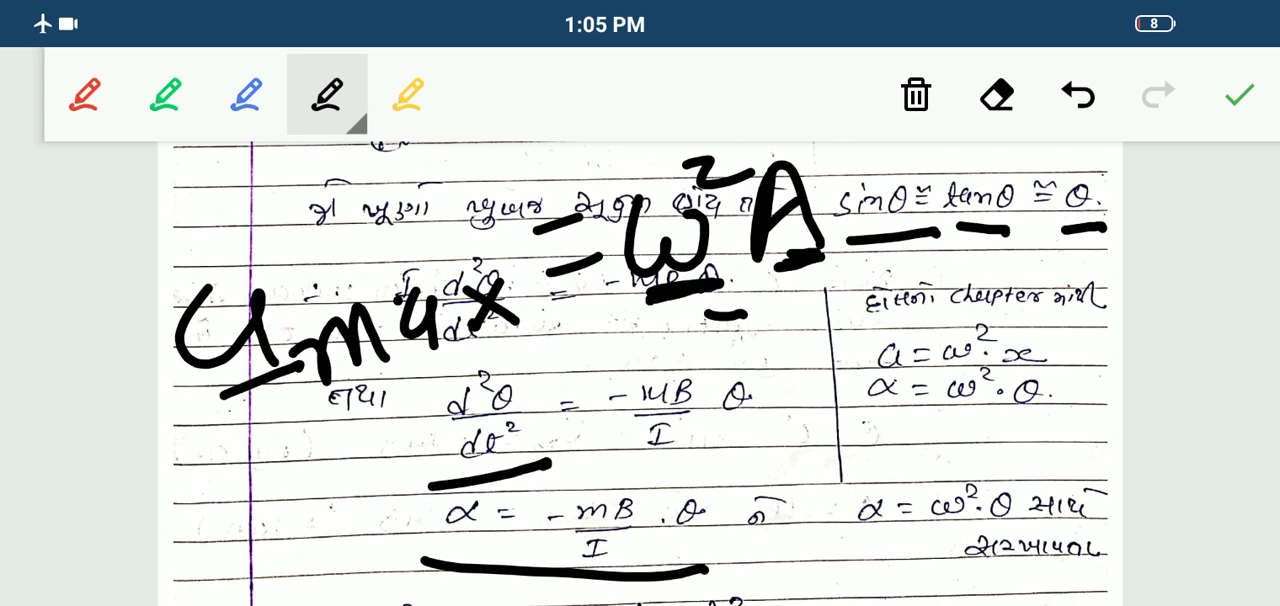 1:05 PM
8
જો ખૂણો ખુબજ sinθ ≅ tanθ ≅ θ.
amax = ω²A
∴ I d²θ/dt² = - mB θ.
chapter માંથી
a = ω²·x
તથા d²θ/dt² = - mB/I θ
α = ω²·θ.
α = - mB/I · θ ને α = ω²·θ સાથે
સરખાવતા